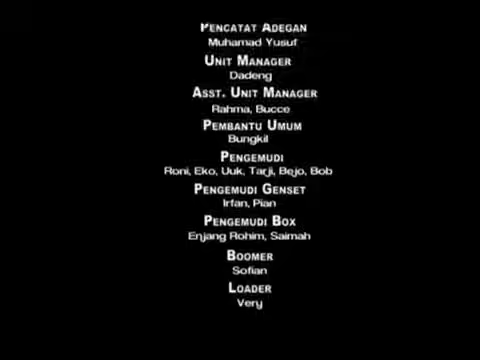 Pencatat Adegan
Muhamad Yusuf
Unit Manager
Dadeng
Asst. Unit Manager
Rahma, Bucce
Pembantu Umum
Bungkil
Pengemudi
Roni, Eko, Uuk, Tarji, Bejo, Bob
Pengemudi Genset
Irfan, Pian
Pengemudi Box
Enjang Rohim, Saimah
Boomer
Sofian
Loader
Very